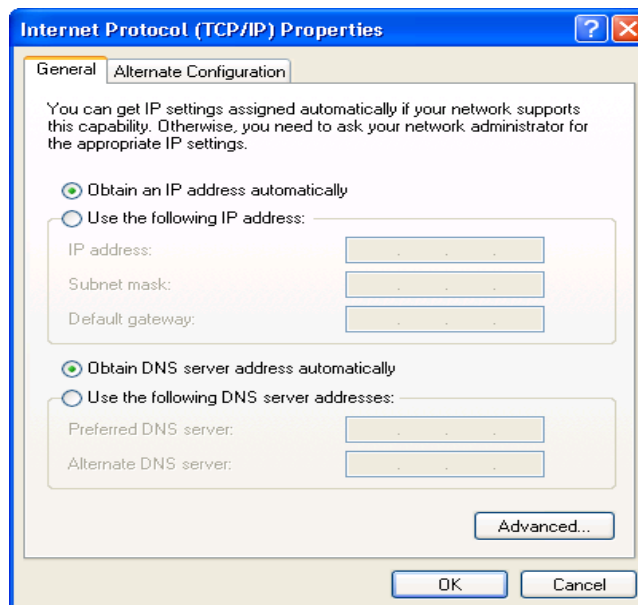 Internet Protocol (TCP/IP) Properties
General
Alternate Configuration
You can get IP settings assigned automatically if your network supports
this capability. Otherwise, you need to ask your network administrator for
the appropriate IP settings.
Obtain an IP address automatically
Use the following IP address:
IP address:
Subnet mask:
Default gateway:
Obtain DNS server address automatically
Use the following DNS server addresses:
Preferred DNS server:
Alternate DNS server:
Advanced...
OK
Cancel